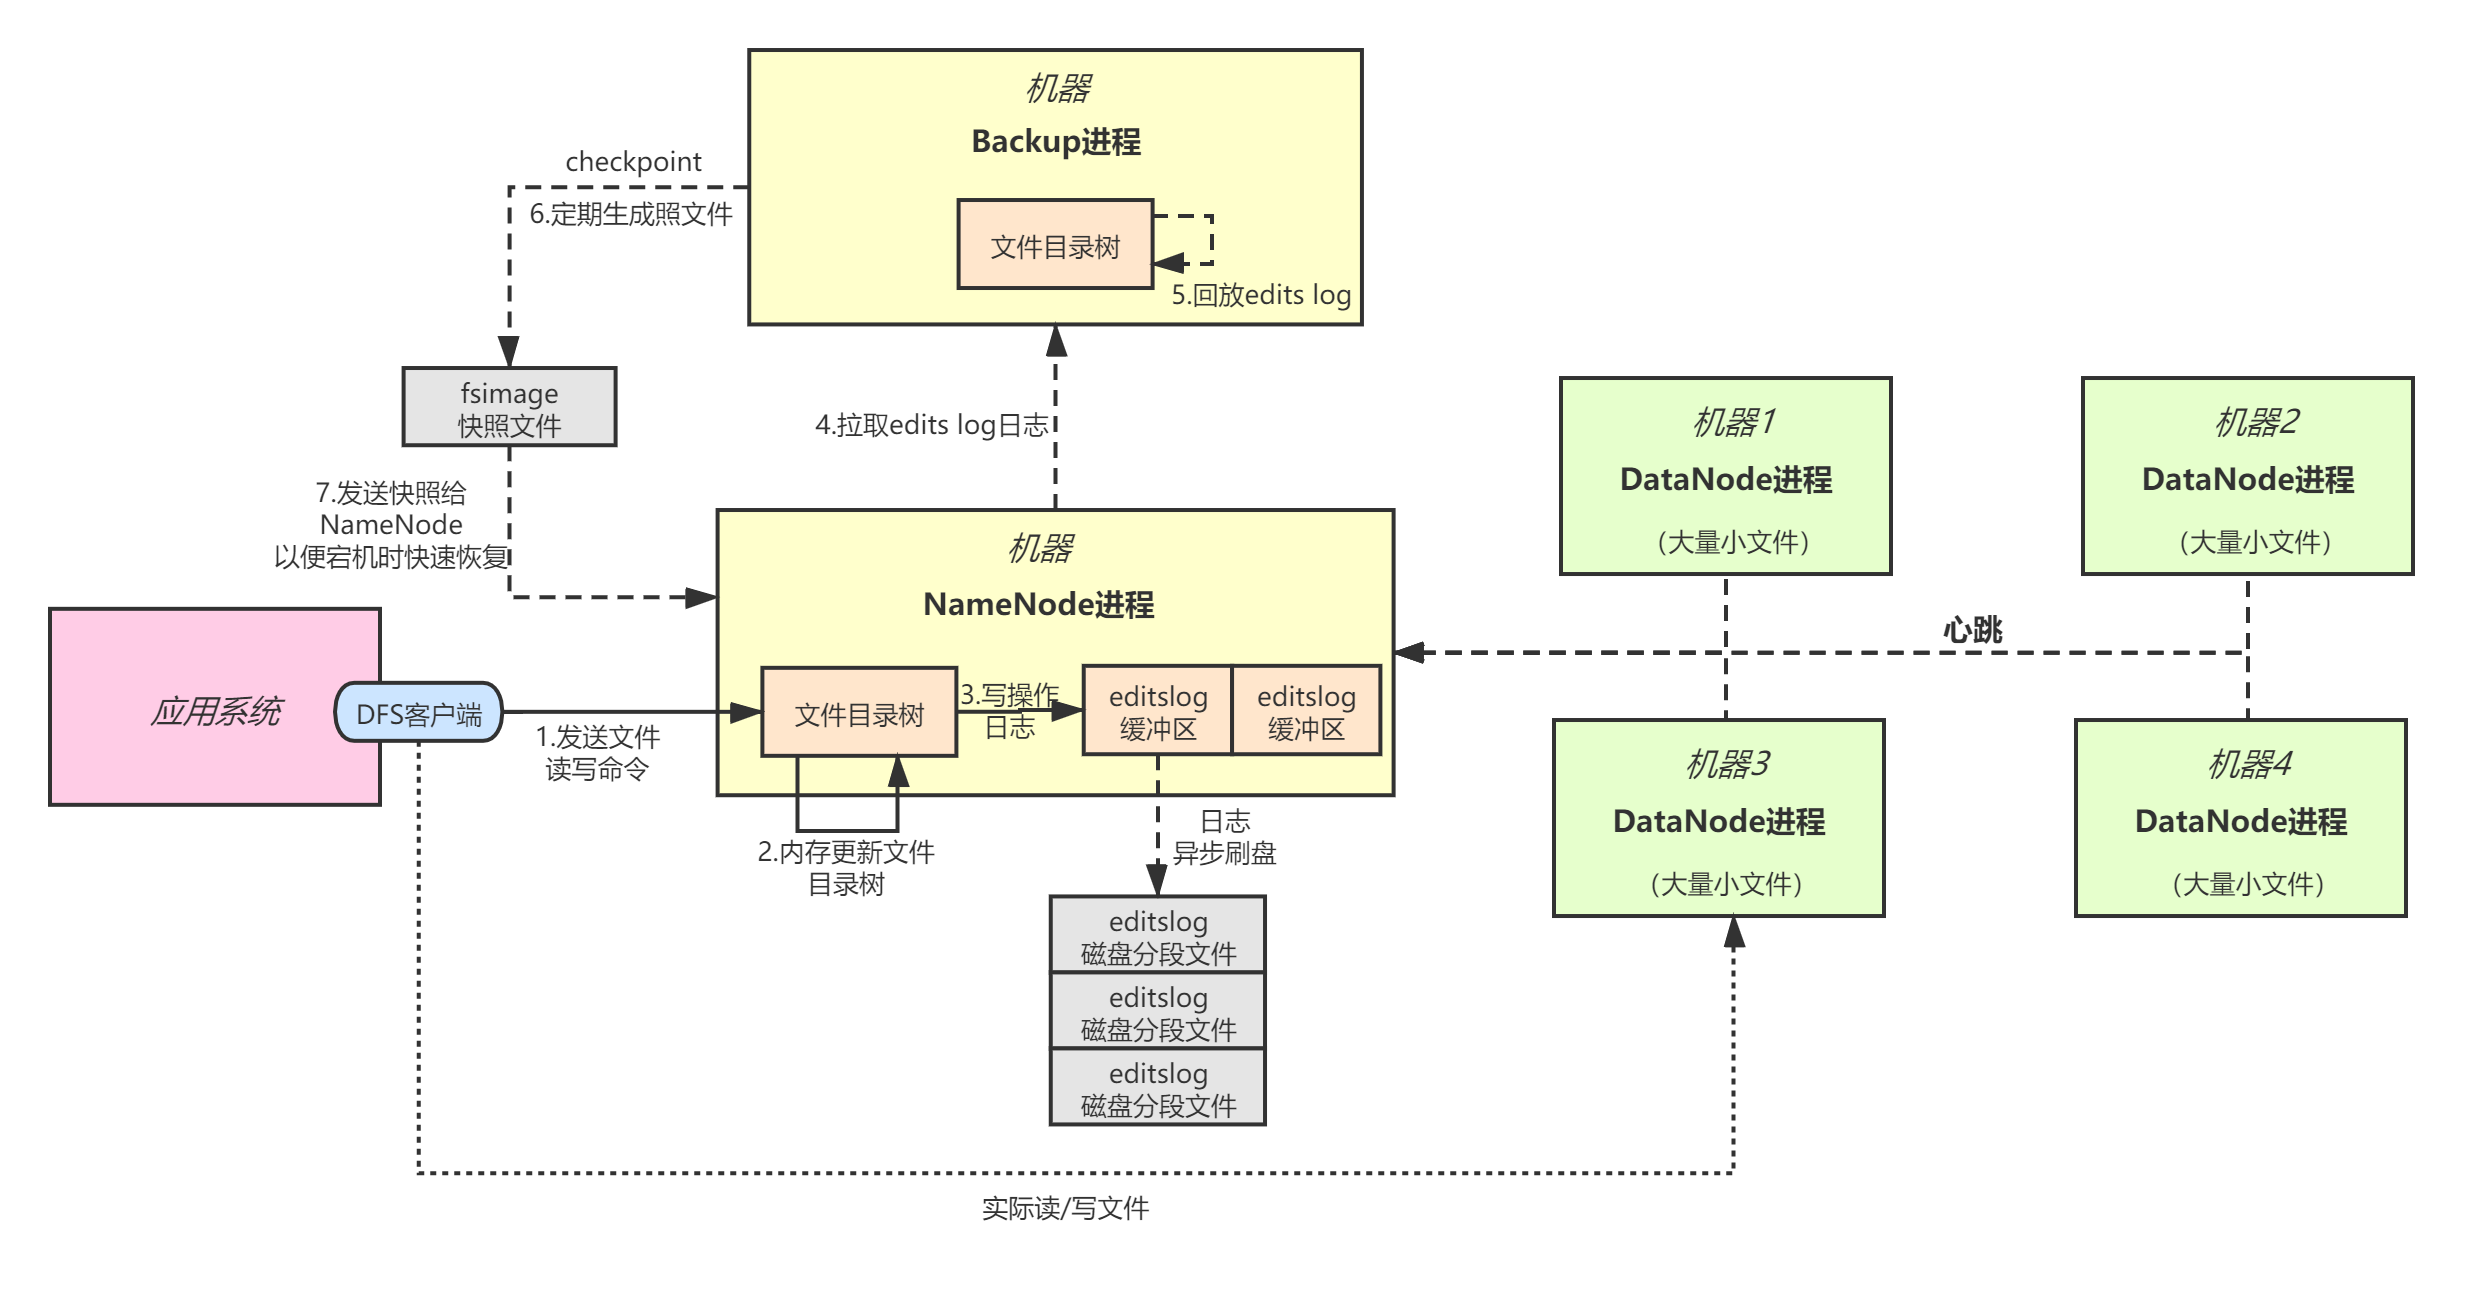 机器
Backup进程
checkpoint
6.定期生成照文件
文件目录树
5.回放edits log
fsimage
快照文件
4.拉取edits log日志
7.发送快照给
NameNode
以便宕机时快速恢复
机器
NameNode进程
应用系统
DFS客户端
1.发送文件
读写命令
文件目录树
3.写操作
日志
editslog
缓冲区
editslog
缓冲区
2.内存更新文件
目录树
日志
异步刷盘
editslog
磁盘分段文件
editslog
磁盘分段文件
editslog
磁盘分段文件
机器1
DataNode进程
（大量小文件）
机器2
DataNode进程
（大量小文件）
心跳
机器3
DataNode进程
（大量小文件）
机器4
DataNode进程
（大量小文件）
实际读/写文件